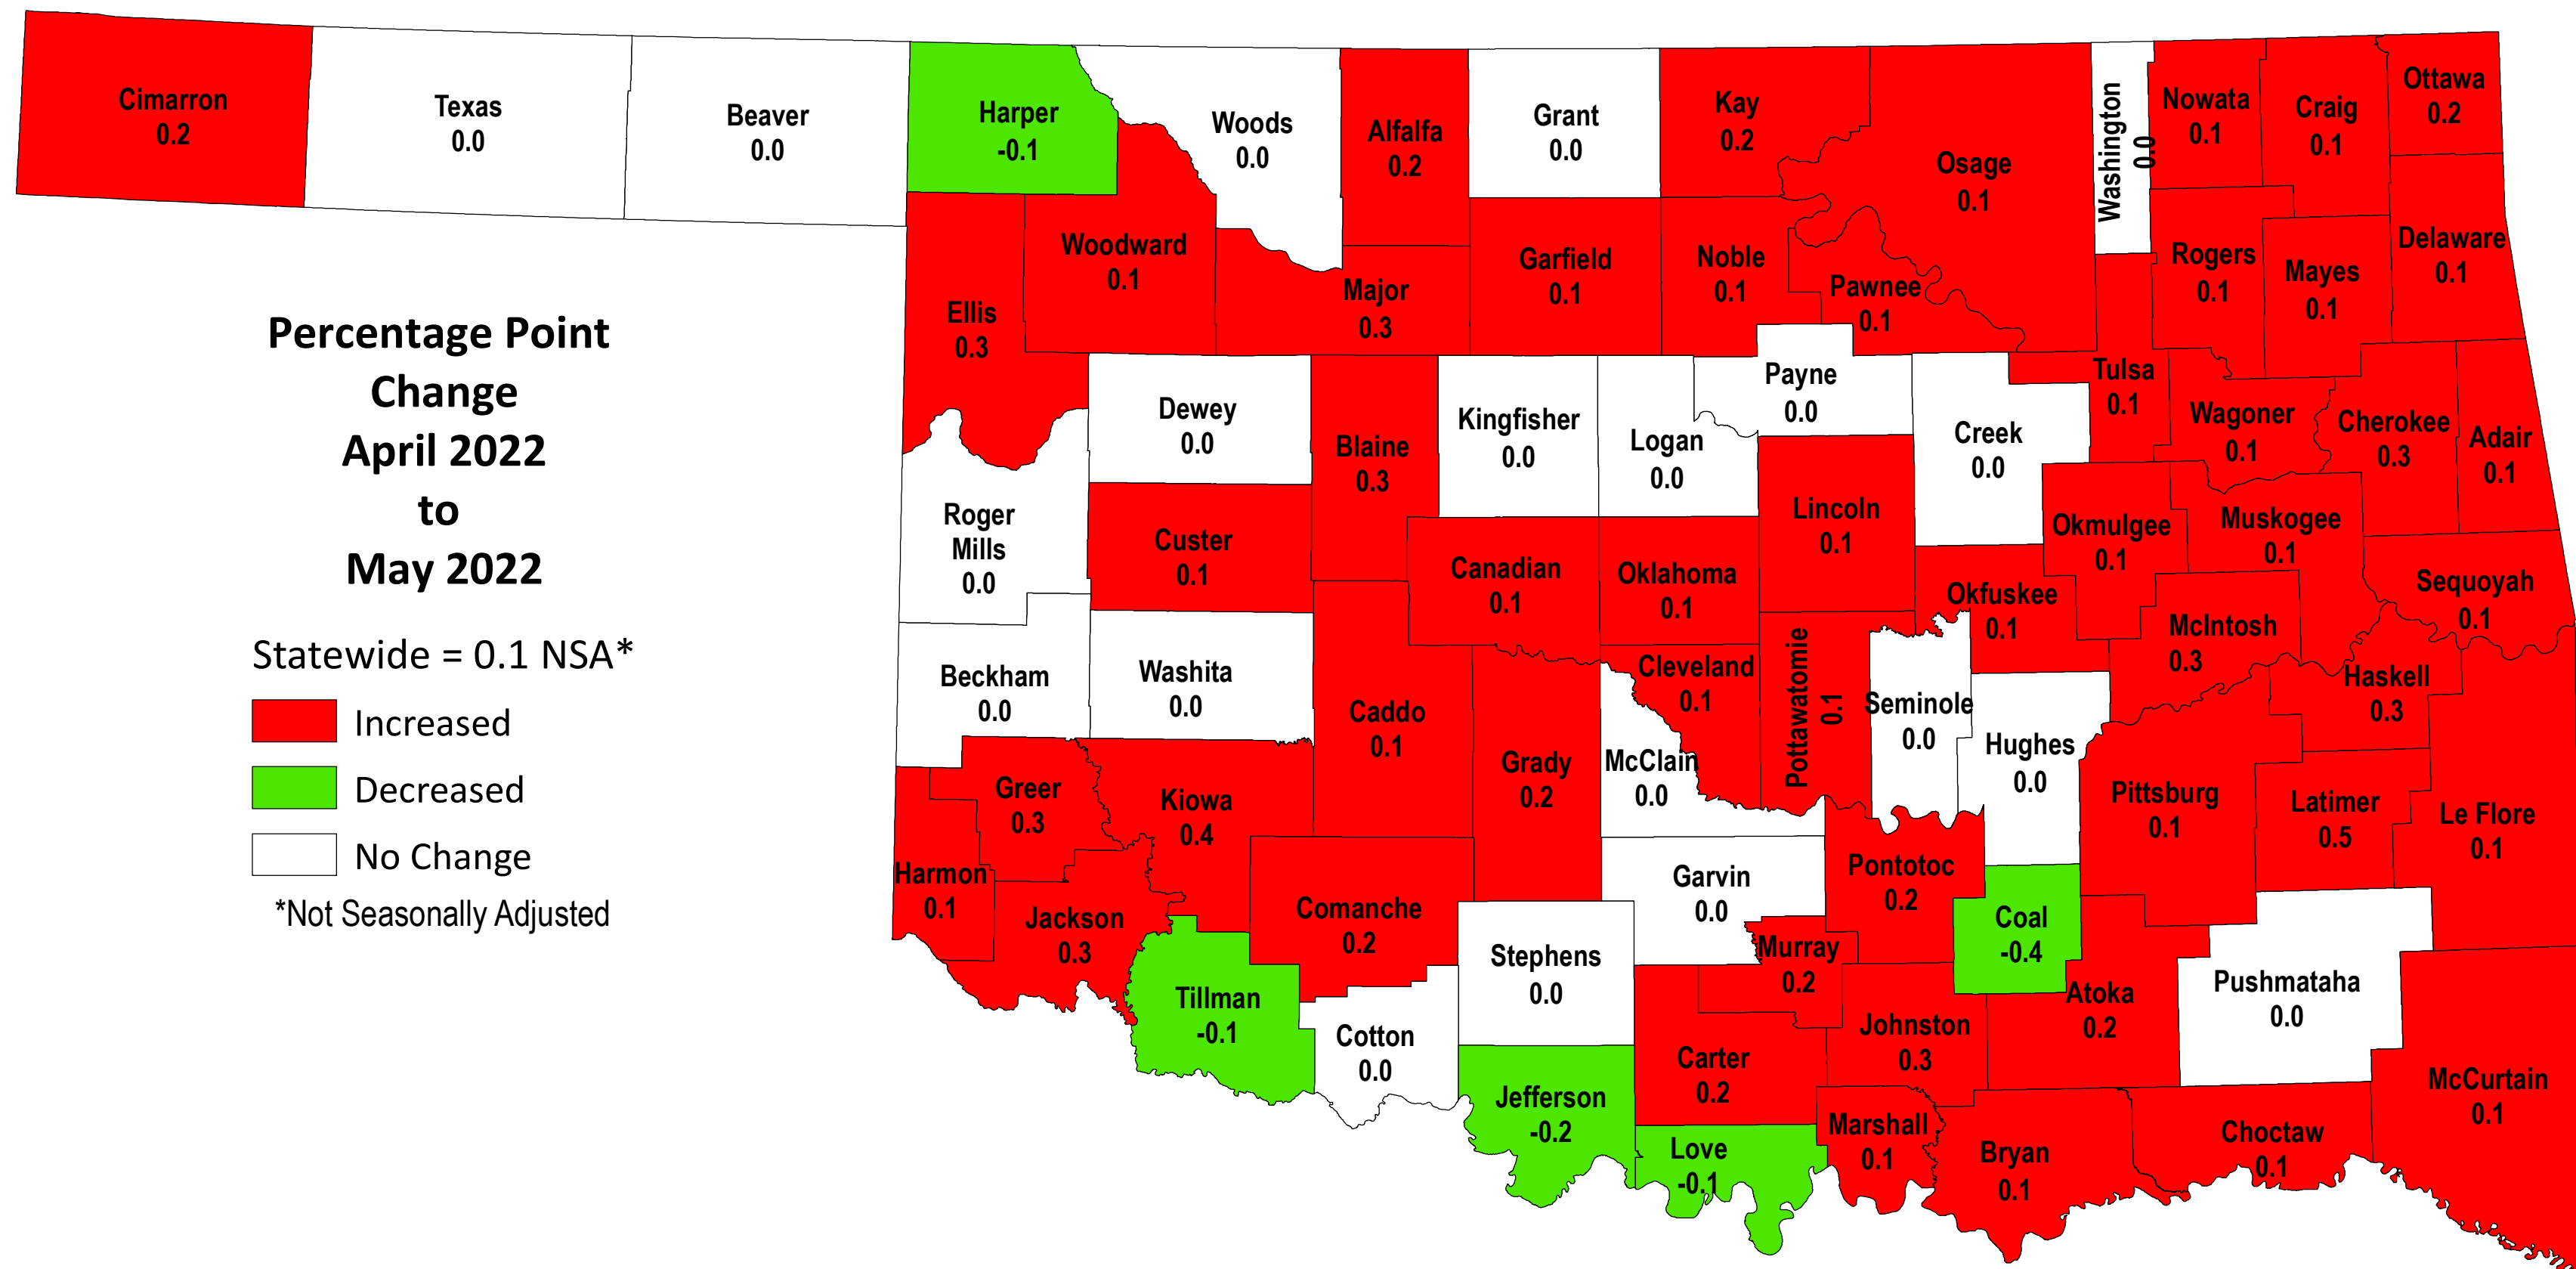 Percentage Point
Change
April 2022
to
May 2022
Statewide = 0.1 NSA*
Increased
Decreased
No Change
*Not Seasonally Adjusted
Cimarron
0.2
Texas
0.0
Beaver
0.0
Harper
-0.1
Woods
0.0
Alfalfa
0.2
Grant
0.0
Kay
0.2
Osage
0.1
Washington
0.0
Nowata
0.1
Craig
0.1
Ottawa
0.2
Ellis
0.3
Woodward
0.1
Major
0.3
Garfield
0.1
Noble
0.1
Pawnee
0.1
Rogers
0.1
Mayes
0.1
Delaware
0.1
Dewey
0.0
Blaine
0.3
Kingfisher
0.0
Logan
0.0
Payne
0.0
Creek
0.0
Tulsa
0.1
Wagoner
0.1
Cherokee
0.3
Adair
0.1
Roger
Mills
0.0
Custer
0.1
Canadian
0.1
Oklahoma
0.1
Lincoln
0.1
Okfuskee
0.1
Okmulgee
0.1
Muskogee
0.1
Sequoyah
0.1
Beckham
0.0
Washita
0.0
Caddo
0.1
Grady
0.2
McClain
0.0
Cleveland
0.1
Pottawatomie
0.1
Seminole
0.0
Hughes
0.0
McIntosh
0.3
Haskell
0.3
Pittsburg
0.1
Latimer
0.5
Le Flore
0.1
Harmon
0.1
Greer
0.3
Kiowa
0.4
Jackson
0.3
Comanche
0.2
Tillman
-0.1
Cotton
0.0
Stephens
0.0
Garvin
0.0
Pontotoc
0.2
Coal
-0.4
Murray
0.2
Carter
0.2
Johnston
0.3
Atoka
0.2
Pushmataha
0.0
Jefferson
-0.2
Love
-0.1
Marshall
0.1
Bryan
0.1
Choctaw
0.1
McCurtain
0.1